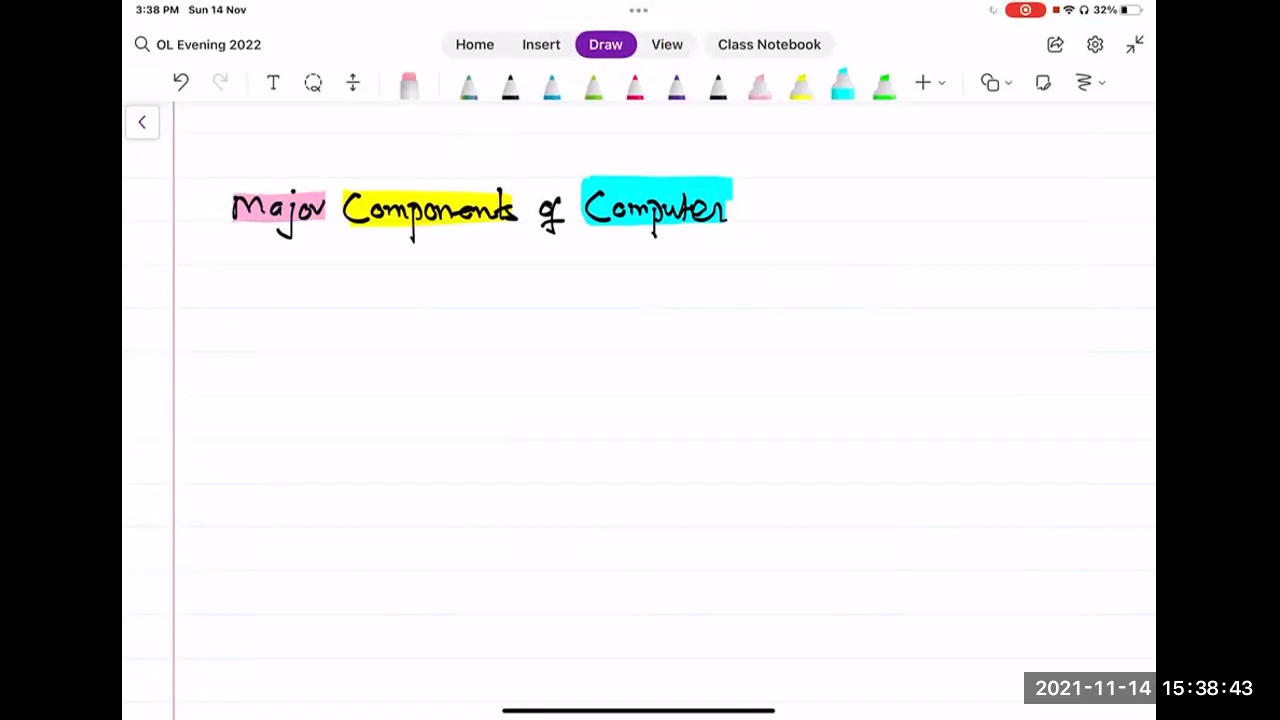 3:38 PM Sun 14 Nov 32%
OL Evening 2022 Home Insert Draw View Class Notebook
Major Components of Computer
2021-11-14 15:38:43